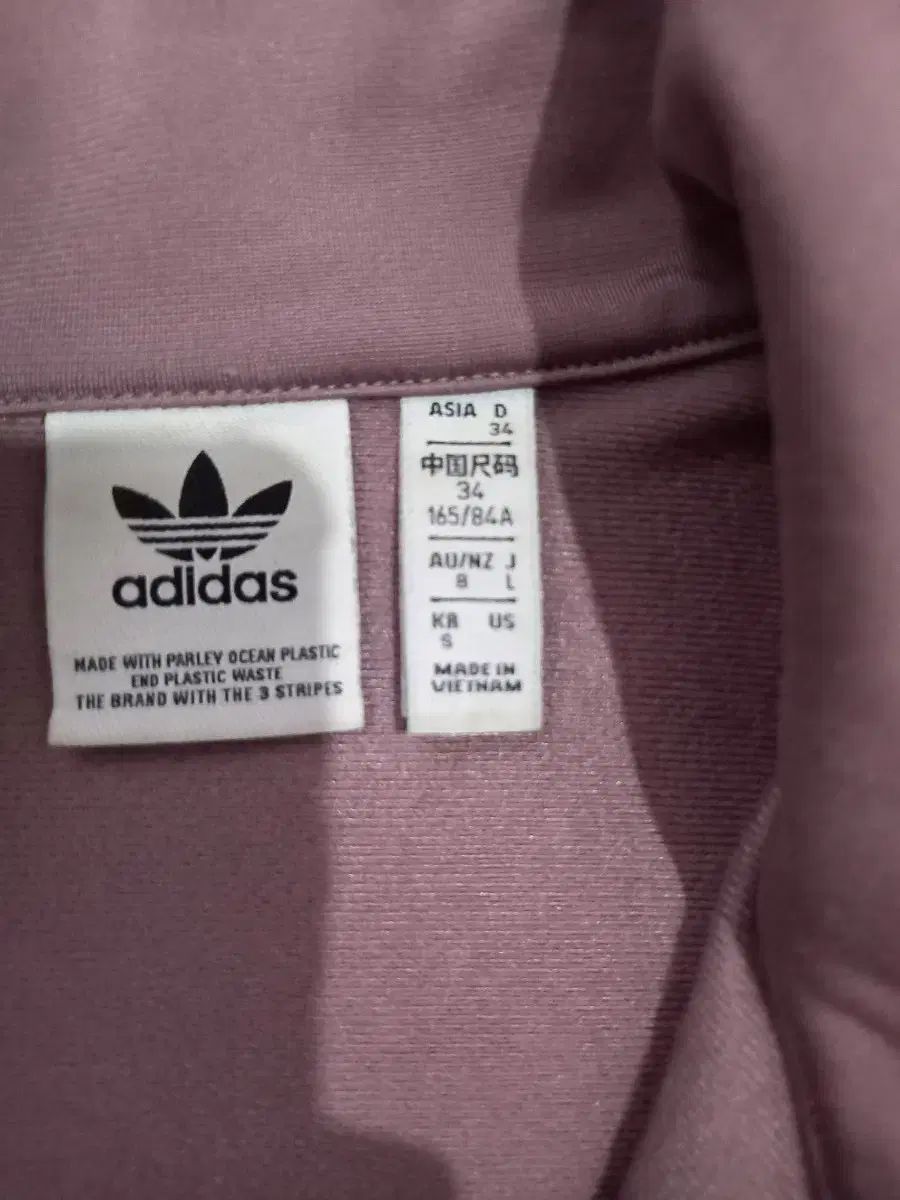 adidas
MADE WITH PARLEY OCEAN PLASTIC
END PLASTIC WASTE
THE BRAND WITH THE 3 STRIPES
ASIA D
34
中国尺码
34
165/84A
AU/NZ J
8 L
KR US
S
MADE IN
VIETNAM